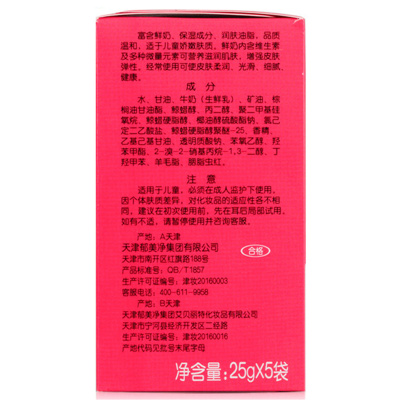 富含鲜奶、保湿成分、润肤油脂，品质
温和，适于儿童娇嫩肤质。鲜奶内含维生素
及多种微量元素可营养滋润肌肤，增强皮肤
弹性。经常使用可使皮肤柔润、光滑、细腻、
健康。
成 分
水、甘油、牛奶（生鲜乳）、矿油、棕
榈油甘油酯、鲸蜡醇、丙二醇、聚二甲基硅
氧烷、鲸蜡硬脂醇、椰油醇硫酸酯钠、氯己
定二乙酸盐、鲸蜡硬脂醇聚醚-25、香精、
乙基己基甘油、透明质酸钠、苯氧乙醇、羟
苯甲酯、2-溴-2-硝基丙烷-1,3-二醇、丁
羟甲苯、羊毛脂、胭脂虫红。
注 意
适用于儿童，必须在成人监护下使用。
因个体肤质差异，对化妆品的适应性各不相
同，建议在初次使用前，先在耳后局部试用。
如有不适，请暂停使用并咨询客服。
产地：A天津
天津郁美净集团有限公司
合格
天津市南开区红旗路188号
产品标准号：QB/T1857
生产许可证编号：津妆20160003
客服电话：400-611-9958
产地：B天津
天津郁美净集团艾贝丽特化妆品有限公司
天津市宁河县经济开发区二经路
生产许可证编号：津妆20160016
产地代码见批号末尾字母
净含量：25gX5袋